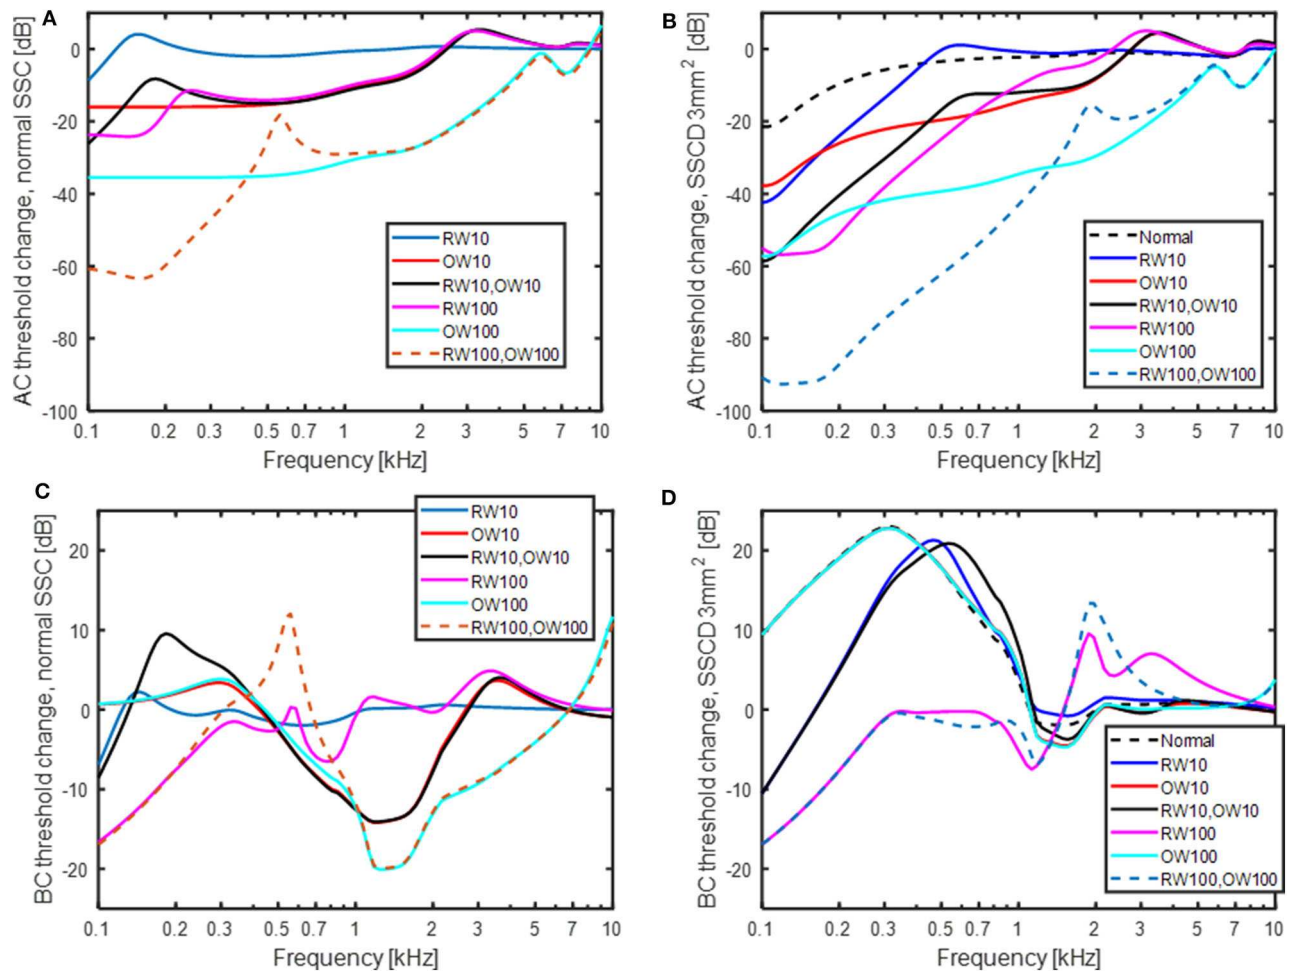 A
AC threshold change, normal SSC [dB]
0
-20
-40
-60
-80
-100
RW10
OW10
RW10,OW10
RW100
OW100
RW100,OW100
0.1 0.2 0.3 0.5 0.7 1 2 3 5 7 10
Frequency [kHz]
B
AC threshold change, SSCD 3mm² [dB]
0
-20
-40
-60
-80
-100
Normal
RW10
OW10
RW10,OW10
RW100
OW100
RW100,OW100
0.1 0.2 0.3 0.5 0.7 1 2 3 5 7 10
Frequency [kHz]
C
BC threshold change, normal SSC [dB]
20
10
0
-10
-20
RW10
OW10
RW10,OW10
RW100
OW100
RW100,OW100
0.1 0.2 0.3 0.5 0.7 1 2 3 5 7 10
Frequency [kHz]
D
BC threshold change, SSCD 3mm² [dB]
20
10
0
-10
-20
Normal
RW10
OW10
RW10,OW10
RW100
OW100
RW100,OW100
0.1 0.2 0.3 0.5 0.7 1 2 3 5 7 10
Frequency [kHz]